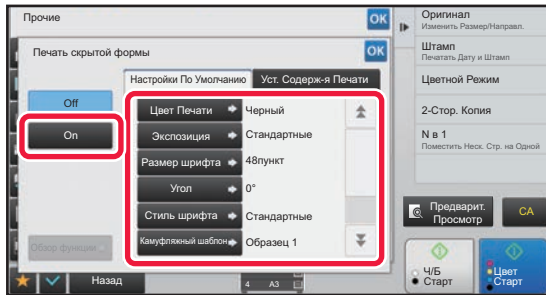 Прочие
OK
Печать скрытой формы
OK
Настройки По Умолчанию
Уст. Содерж-я Печати
Off
On
Цвет Печати
Черный
Экспозиция
Стандартные
Размер шрифта
48пункт
Угол
0°
Стиль шрифта
Стандартные
Камуфляжный шаблон
Образец 1
Обзор функции
Назад
4 A3
Оригинал
Изменить Размер/Направл.
Штамп
Печатать Дату и Штамп
Цветной Режим
2-Стор. Копия
N в 1
Поместить Неск. Стр. на Одной
Предварит.
Просмотр
CA
Ч/Б
Старт
Цвет
Старт